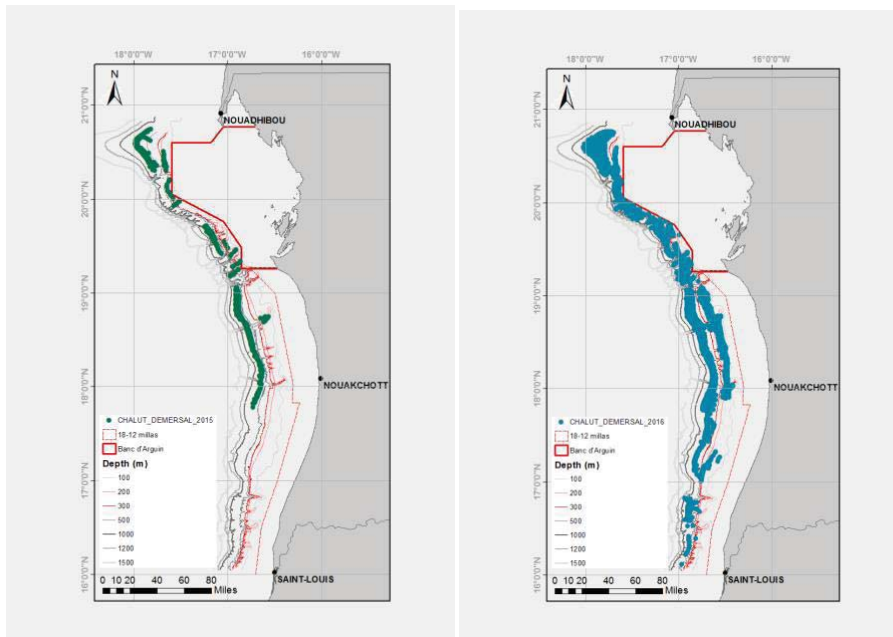 18°0'0"W 17°0'0"W 16°0'0"W
N
21°0'0"N
20°0'0"N
19°0'0"N
18°0'0"N
17°0'0"N
16°0'0"N
NOUADHIBOU
NOUAKCHOTT
SAINT-LOUIS
CHALUT_DEMERSAL_2015
18-12 millas
Banc d'Arguin
Depth (m)
100
200
300
500
1000
1200
1500
0 10 20 40 60 80
Miles
18°0'0"W 17°0'0"W 16°0'0"W
N
21°0'0"N
20°0'0"N
19°0'0"N
18°0'0"N
17°0'0"N
16°0'0"N
NOUADHIBOU
NOUAKCHOTT
SAINT-LOUIS
CHALUT_DEMERSAL_2016
18-12 millas
Banc d'Arguin
Depth (m)
100
200
300
500
1000
1200
1500
0 10 20 40 60 80
Miles